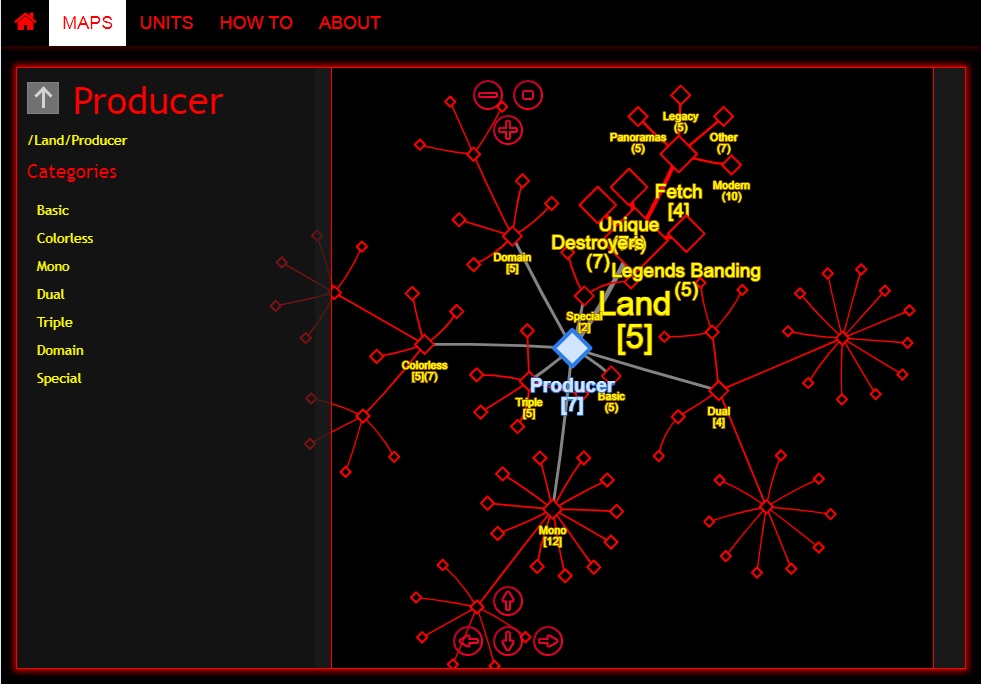 MAPS UNITS HOW TO ABOUT
Producer
/Land/Producer
Categories
Basic
Colorless
Mono
Dual
Triple
Domain
Special
Legacy
(5)
Panoramas
(5)
Other
(7)
Modern
(10)
Fetch
[4]
Unique
Destroyers
(7)
Legends Banding
(5)
Domain
[5]
Special
[2]
Land
[5]
Colorless
[5](7)
Producer
[7]
Triple
[5]
Basic
(5)
Dual
[4]
Mono
[12]